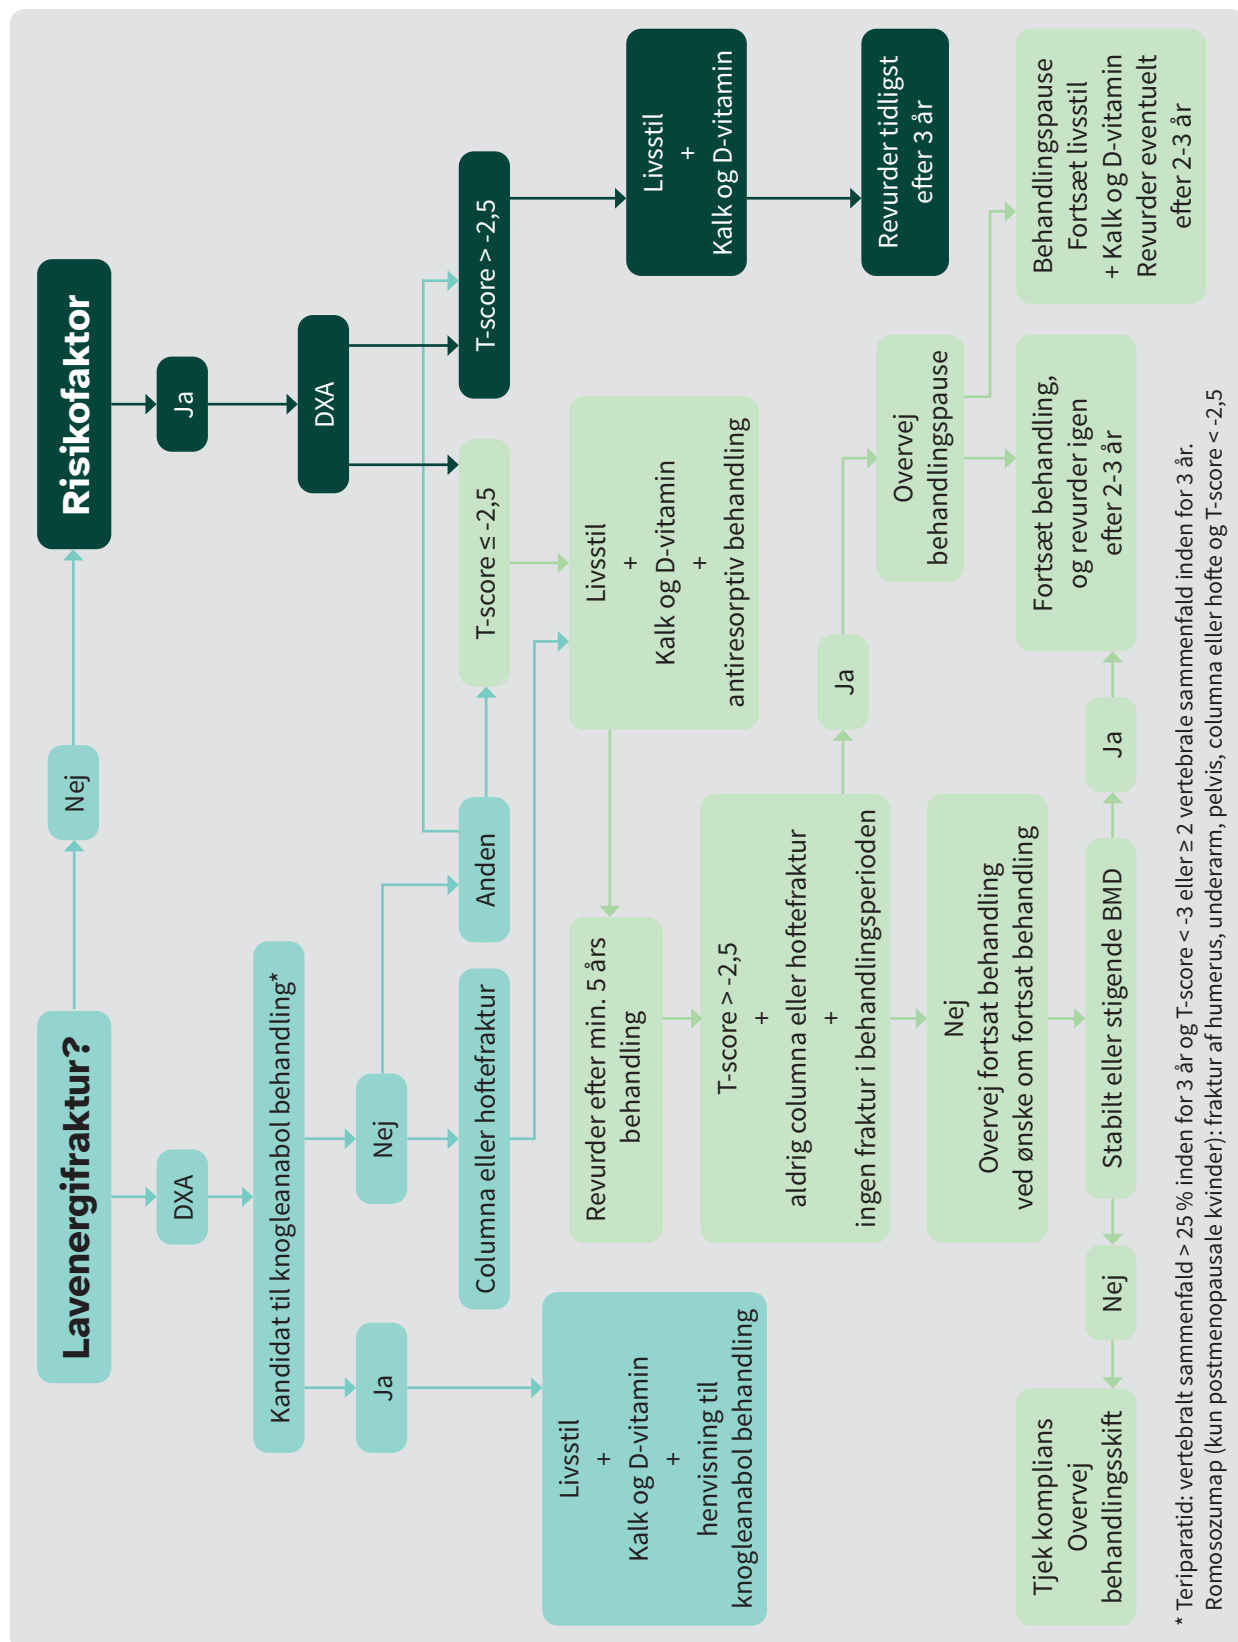 Lavenergifraktur?
Nej
Risikofaktor
DXA
Ja
Kandidat til knogleanabol behandling*
DXA
Ja
Nej
Columna eller hoftefraktur
Anden
T-score ≤ -2,5
T-score > -2,5
Livsstil
+
Kalk og D-vitamin
+
henvisning til
knogleanabol behandling
Livsstil
+
Kalk og D-vitamin
+
antiresorptiv behandling
Livsstil
+
Kalk og D-vitamin
Revurder efter min. 5 års
behandling
T-score > -2,5
+
aldrig columna eller hoftefraktur
+
ingen fraktur i behandlingsperioden
Ja
Overvej
behandlingspause
Revurder tidligst
efter 3 år
Nej
Overvej fortsat behandling
ved ønske om fortsat behandling
Stabilt eller stigende BMD
Nej
Ja
Tjek komplians
Overvej
behandlingsskift
Fortsæt behandling,
og revurder igen
efter 2-3 år
Behandlingspause
Fortsæt livsstil
+ Kalk og D-vitamin
Revurder eventuelt
efter 2-3 år
* Teriparatid: vertebralt sammenfald > 25 % inden for 3 år og T-score < -3 eller ≥ 2 vertebrale sammenfald inden for 3 år.
Romosozumap (kun postmenopausale kvinder): fraktur af humerus, underarm, pelvis, columna eller hofte og T-score < -2,5